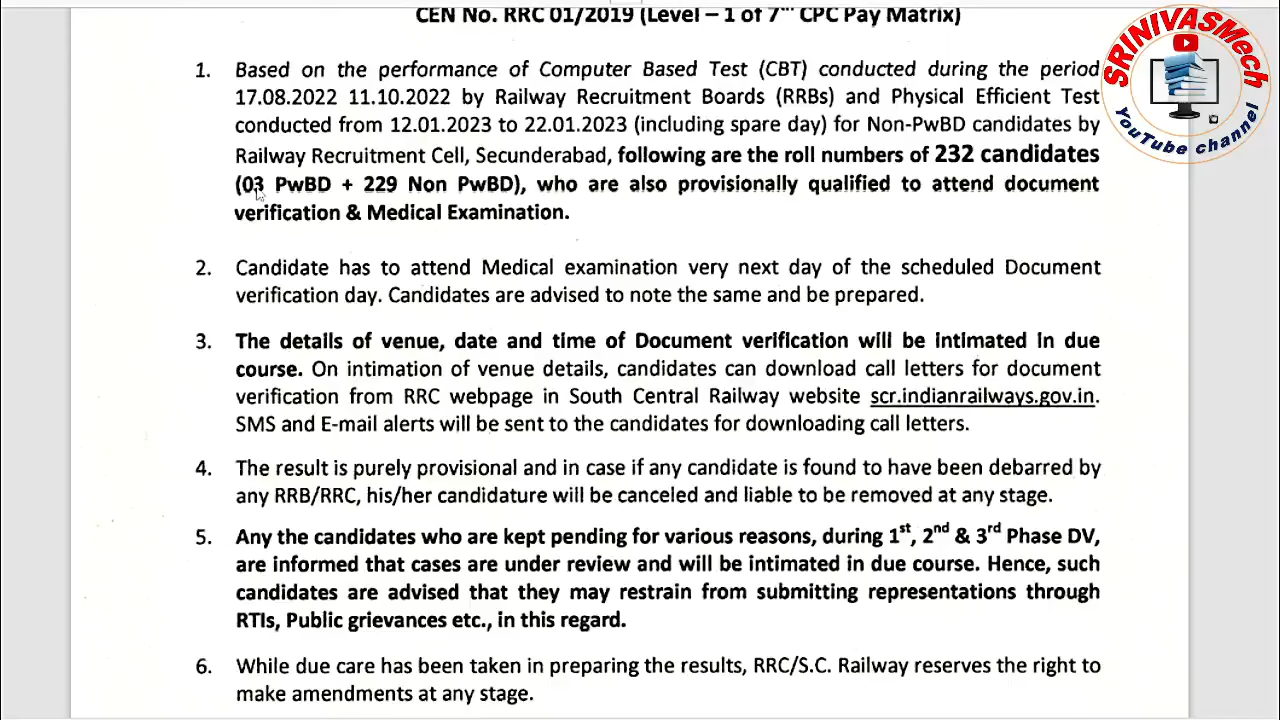 CEN No. RRC 01/2019 (Level – 1 of 7th CPC Pay Matrix)
1. Based on the performance of Computer Based Test (CBT) conducted during the period
17.08.2022 11.10.2022 by Railway Recruitment Boards (RRBs) and Physical Efficient Test
conducted from 12.01.2023 to 22.01.2023 (including spare day) for Non-PwBD candidates by
Railway Recruitment Cell, Secunderabad, following are the roll numbers of 232 candidates
(03 PwBD + 229 Non PwBD), who are also provisionally qualified to attend document
verification & Medical Examination.
2. Candidate has to attend Medical examination very next day of the scheduled Document
verification day. Candidates are advised to note the same and be prepared.
3. The details of venue, date and time of Document verification will be intimated in due
course. On intimation of venue details, candidates can download call letters for document
verification from RRC webpage in South Central Railway website scr.indianrailways.gov.in.
SMS and E-mail alerts will be sent to the candidates for downloading call letters.
4. The result is purely provisional and in case if any candidate is found to have been debarred by
any RRB/RRC, his/her candidature will be canceled and liable to be removed at any stage.
5. Any the candidates who are kept pending for various reasons, during 1st, 2nd & 3rd Phase DV,
are informed that cases are under review and will be intimated in due course. Hence, such
candidates are advised that they may restrain from submitting representations through
RTIs, Public grievances etc., in this regard.
6. While due care has been taken in preparing the results, RRC/S.C. Railway reserves the right to
make amendments at any stage.
SRINIVASMech
YouTube channel